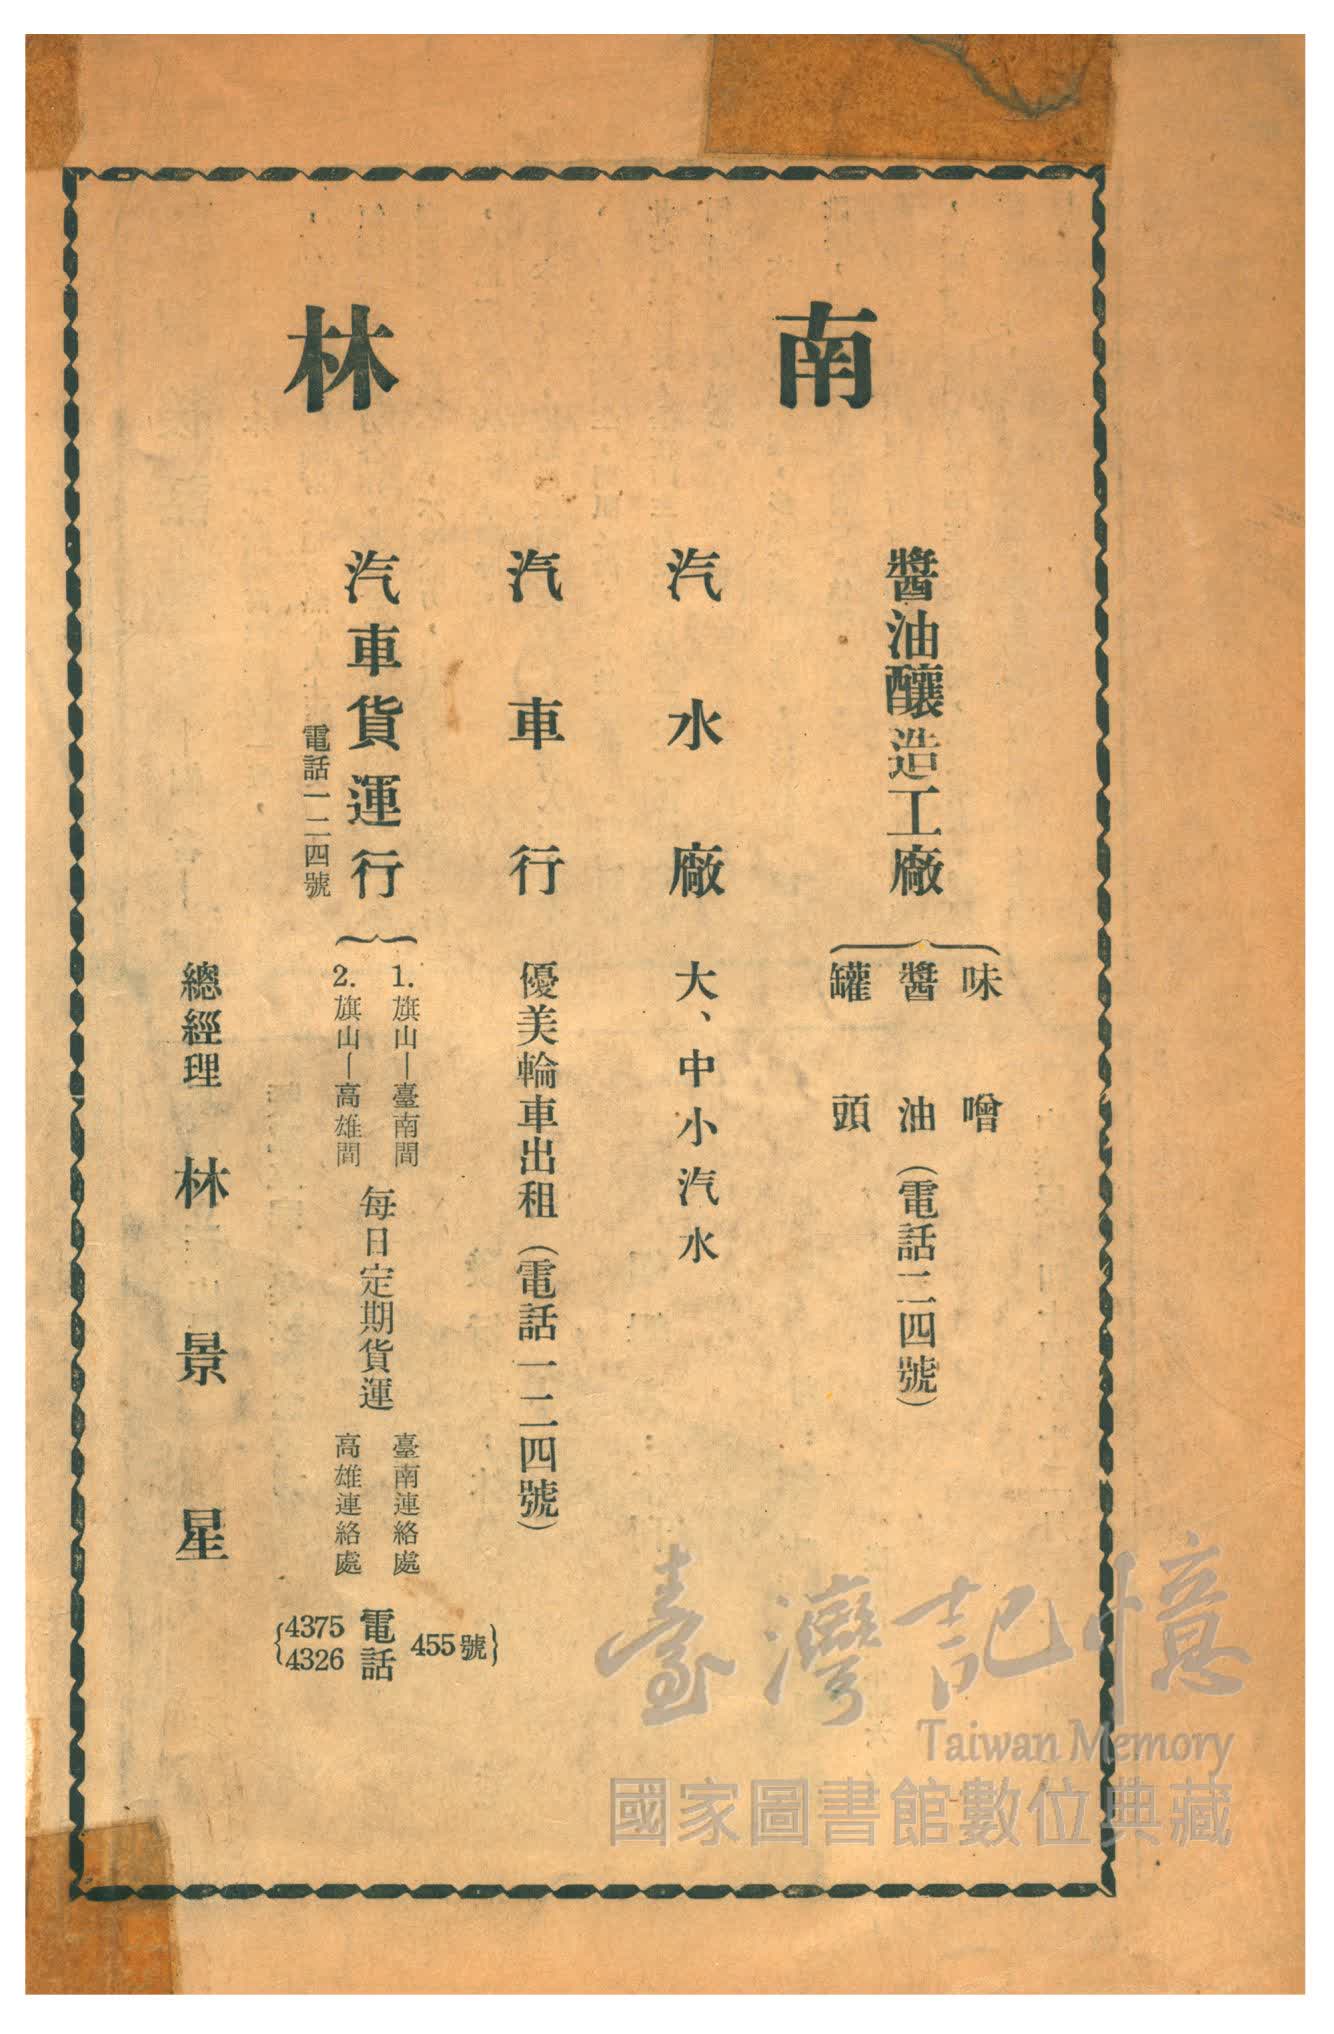 南林
醬油釀造工廠
味噌
醬油(電話二四號)
罐頭
汽水廠 大、中小汽水
汽車行 優美輪車出租(電話一二四號)
汽車貨運行
電話一二四號
1. 旗山—臺南間
2. 旗山—高雄間
每日定期貨運
臺南連絡處
高雄連絡處
電話
455號
4375
4326
總經理 林景星
臺灣記憶
Taiwan Memory
國家圖書館數位典藏